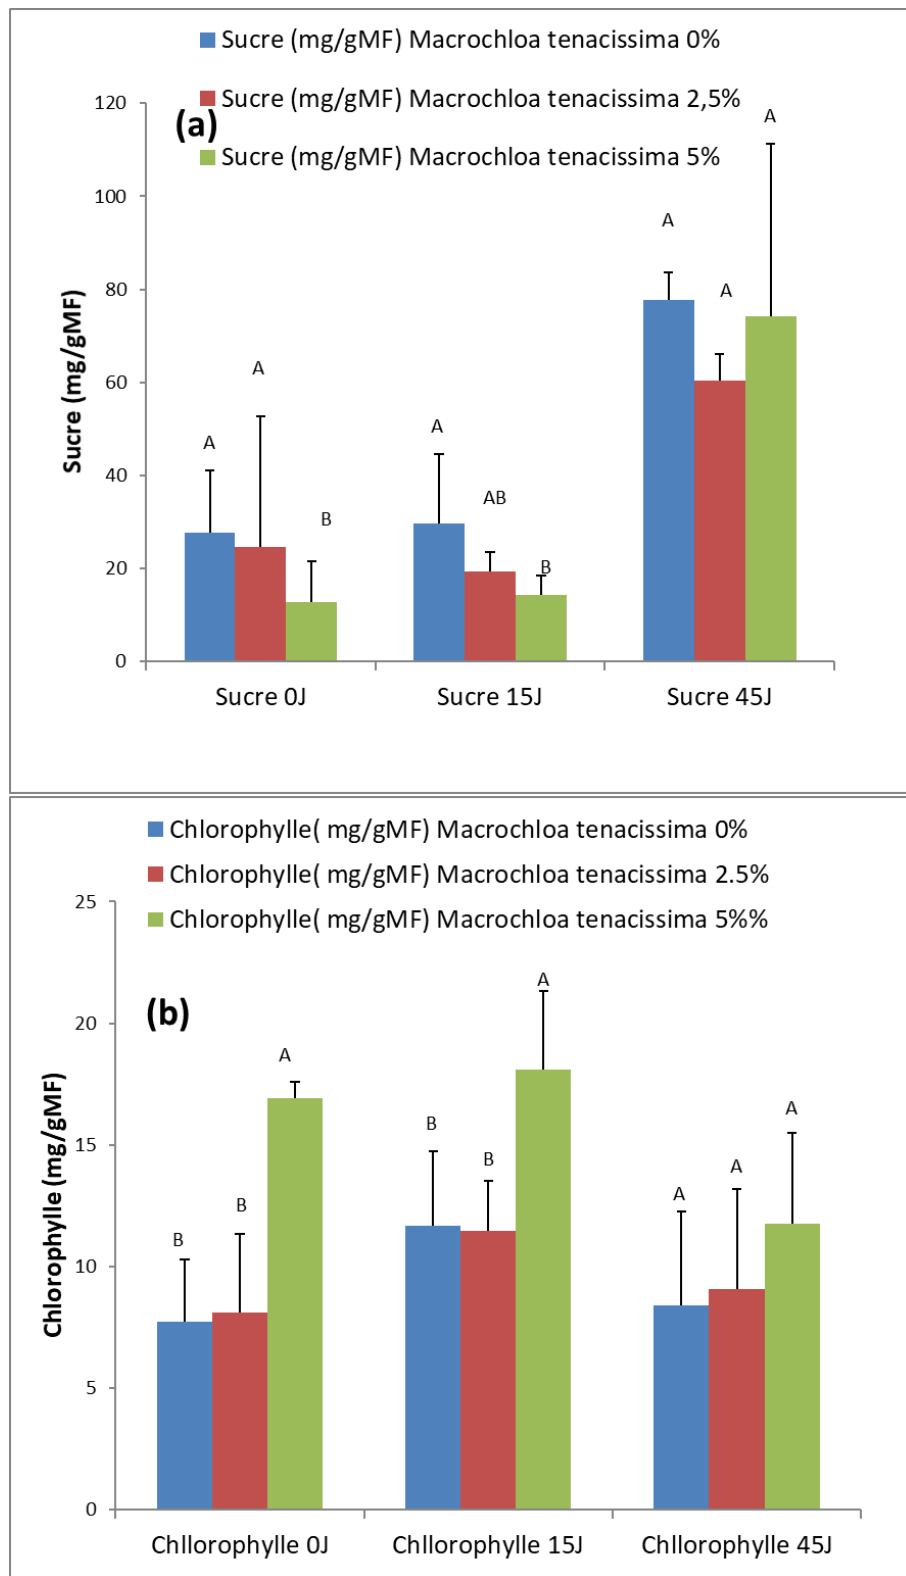 Sucre (mg/gMF) Macrochloa tenacissima 0%
Sucre (mg/gMF) Macrochloa tenacissima 2,5%
Sucre (mg/gMF) Macrochloa tenacissima 5%
(a)
Sucre (mg/gMF)
120
100
80
60
40
20
0
A
A
B
A
AB
B
A
A
A
Sucre 0J
Sucre 15J
Sucre 45J
Chlorophylle( mg/gMF) Macrochloa tenacissima 0%
Chlorophylle( mg/gMF) Macrochloa tenacissima 2.5%
Chlorophylle( mg/gMF) Macrochloa tenacissima 5%%
(b)
Chlorophylle (mg/gMF)
25
20
15
10
5
0
B
B
A
B
B
A
A
A
A
Chllorophylle 0J
Chllorophylle 15J
Chllorophylle 45J